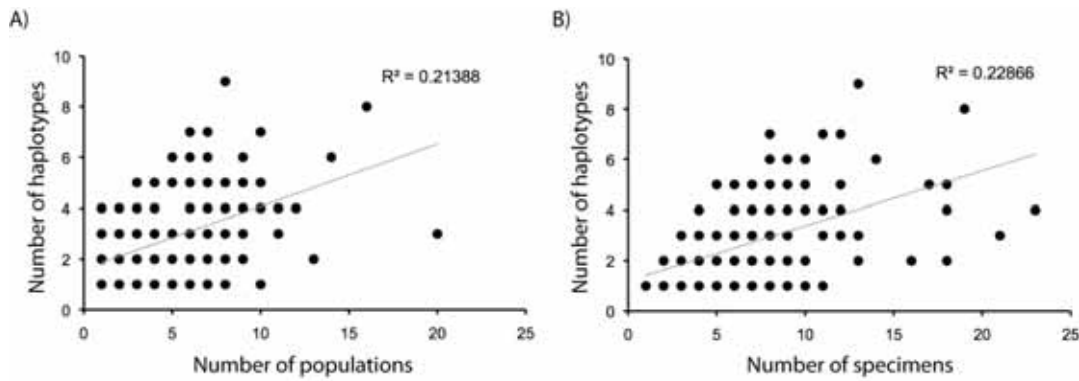 A)
Number of haplotypes
10
8
6
4
2
0
R² = 0.21388
0 5 10 15 20 25
Number of populations
B)
Number of haplotypes
10
8
6
4
2
0
R² = 0.22866
0 5 10 15 20 25
Number of specimens